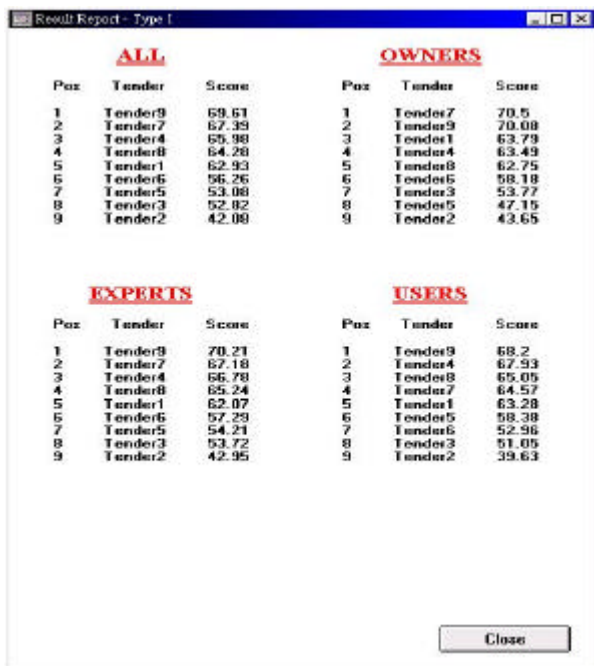 Result Report - Type I
ALL
Pos Tender Score
1 Tender9 69.61
2 Tender7 67.39
3 Tender4 65.98
4 Tender8 64.28
5 Tender1 62.93
6 Tender6 56.26
7 Tender5 53.08
8 Tender3 52.82
9 Tender2 42.08
OWNERS
Pos Tender Score
1 Tender7 70.5
2 Tender9 70.08
3 Tender1 63.79
4 Tender4 63.49
5 Tender8 62.75
6 Tender6 58.18
7 Tender3 53.77
8 Tender5 47.15
9 Tender2 43.65
EXPERTS
Pos Tender Score
1 Tender9 70.21
2 Tender7 67.18
3 Tender4 66.78
4 Tender8 65.24
5 Tender1 62.07
6 Tender6 57.29
7 Tender5 54.21
8 Tender3 53.72
9 Tender2 42.95
USERS
Pos Tender Score
1 Tender9 68.2
2 Tender4 67.93
3 Tender8 65.05
4 Tender7 64.57
5 Tender1 63.28
6 Tender5 58.38
7 Tender6 52.96
8 Tender3 51.05
9 Tender2 39.63
Close